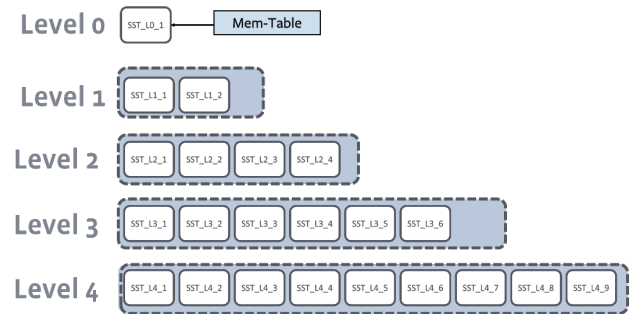 Level 0 SST_L0_1 Mem-Table
Level 1 SST_L1_1 SST_L1_2
Level 2 SST_L2_1 SST_L2_2 SST_L2_3 SST_L2_4
Level 3 SST_L3_1 SST_L3_2 SST_L3_3 SST_L3_4 SST_L3_5 SST_L3_6
Level 4 SST_L4_1 SST_L4_2 SST_L4_3 SST_L4_4 SST_L4_5 SST_L4_6 SST_L4_7 SST_L4_8 SST_L4_9